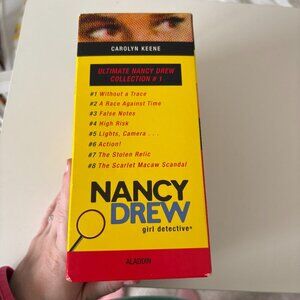 CAROLYN KEENE
ULTIMATE NANCY DREW
COLLECTION # 1
#1 Without a Trace
#2 A Race Against Time
#3 False Notes
#4 High Risk
#5 Lights, Camera . . .
#6 Action!
#7 The Stolen Relic
#8 The Scarlet Macaw Scandal
NANCY
DREW
girl detective®
ALADDIN